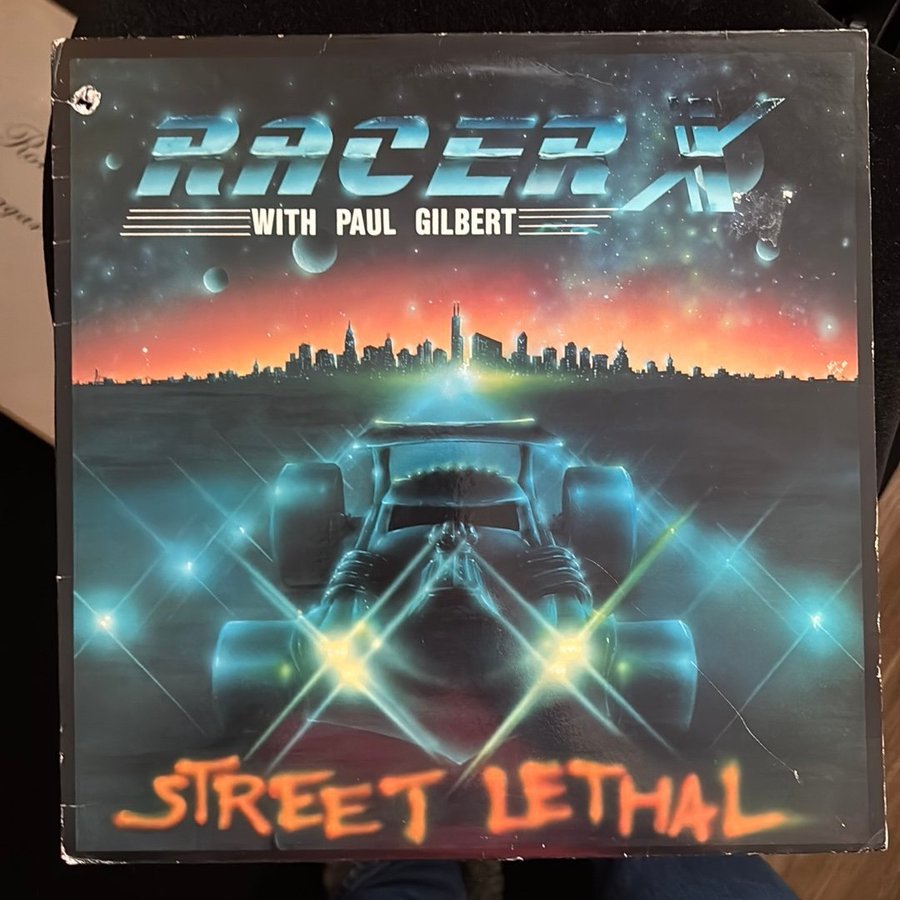 RACER X
WITH PAUL GILBERT
STREET LETHAL